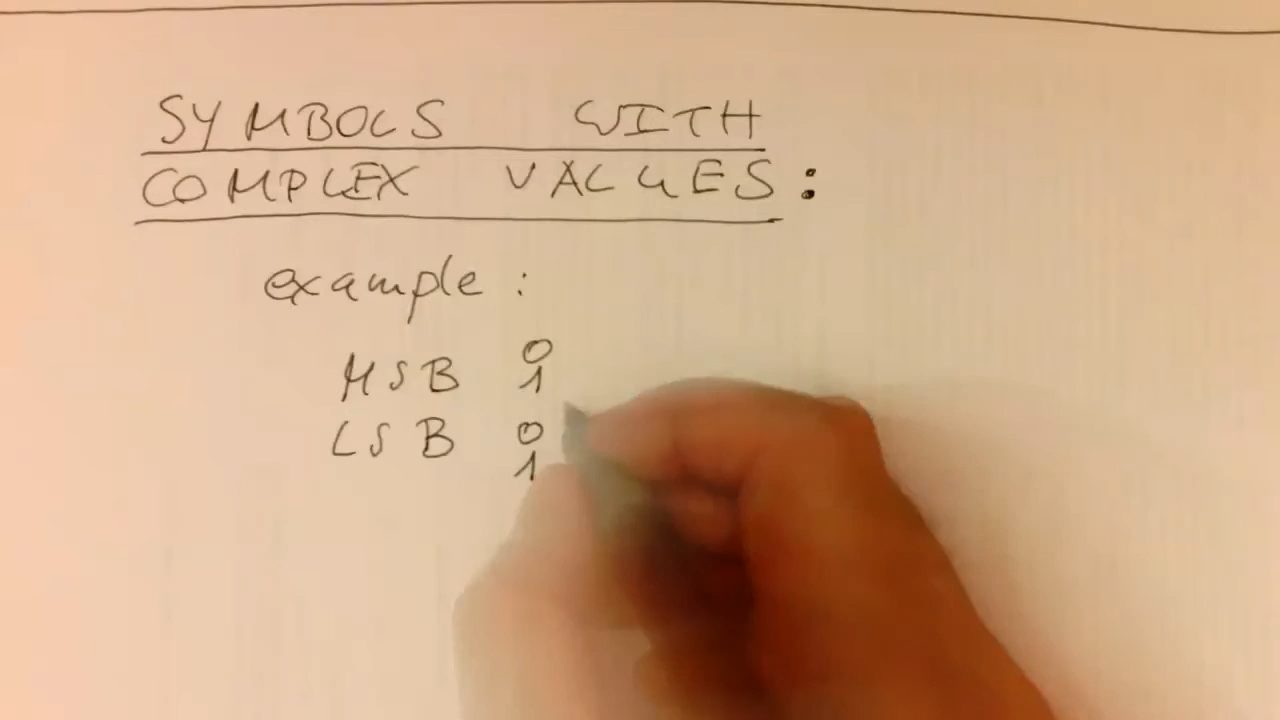 SYMBOLS WITH
COMPLEX VALUES:
example :
MSB 0
1
LSB 0
1